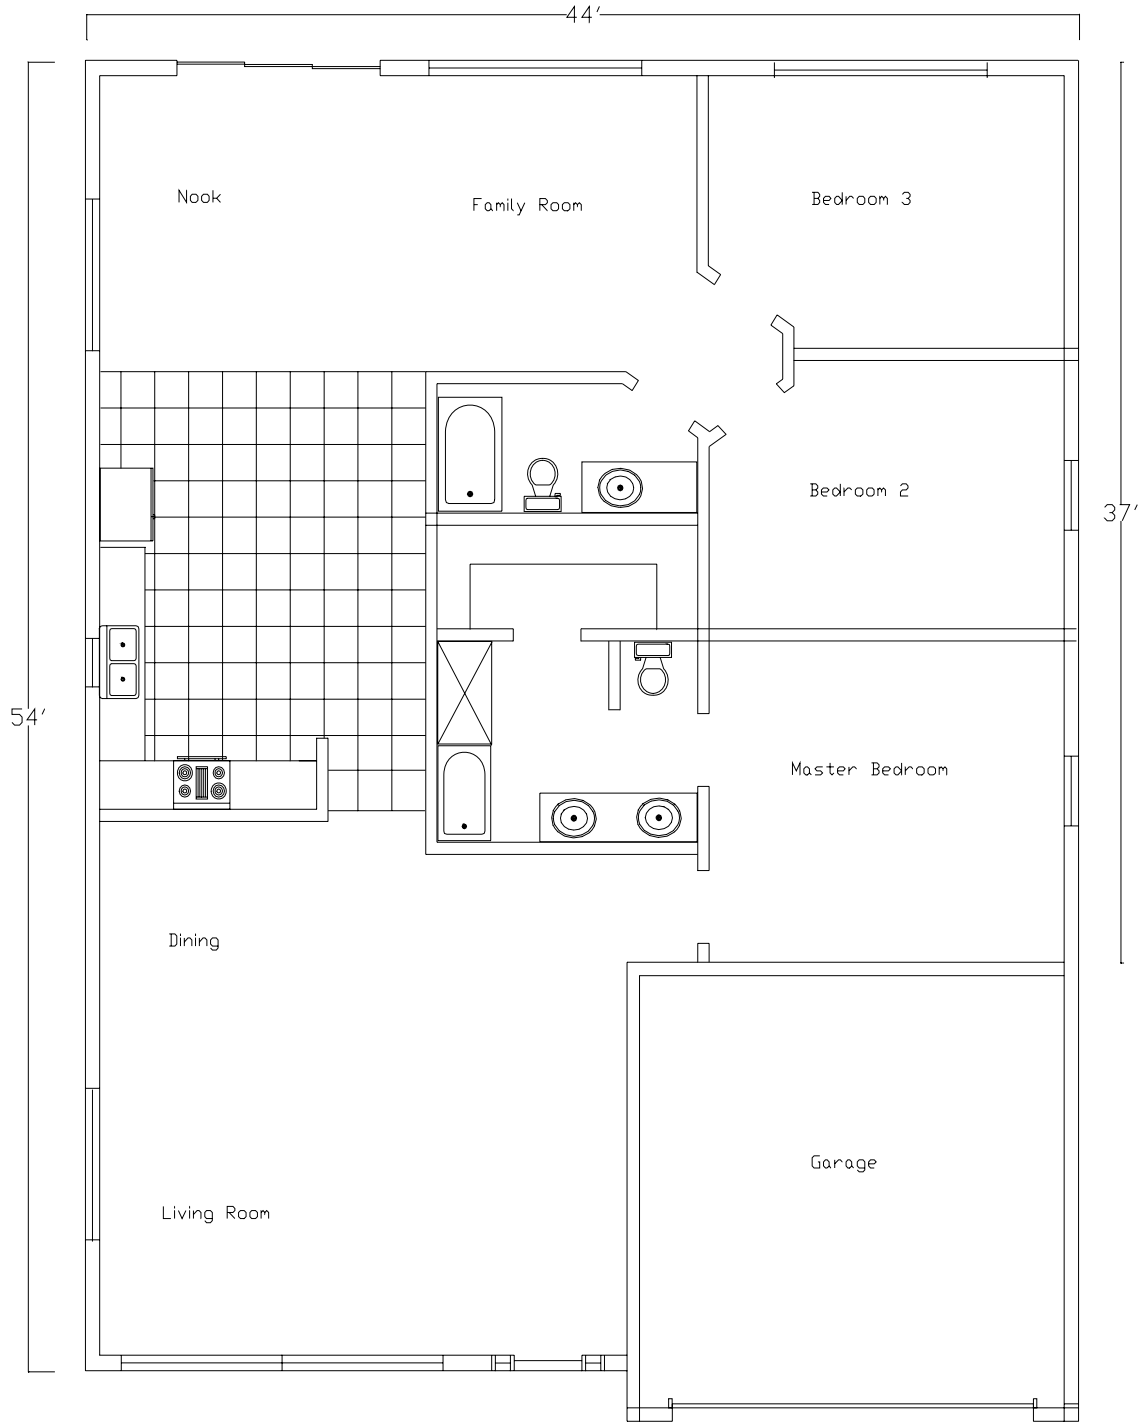 44'
Nook
Family Room
Bedroom 3
Bedroom 2
37'
54'
Master Bedroom
Dining
Garage
Living Room